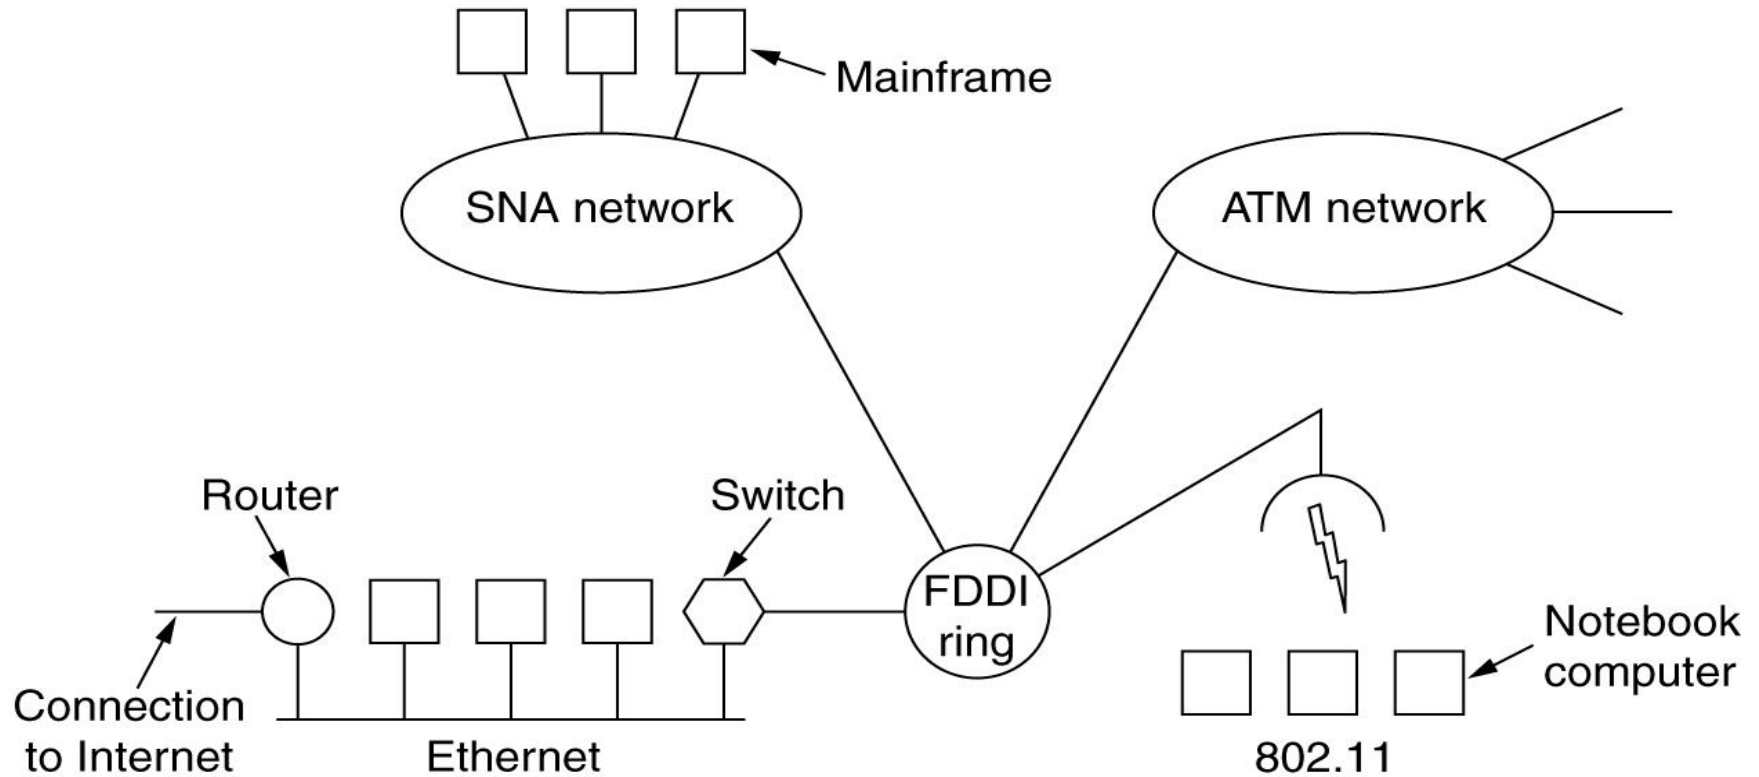 Mainframe
SNA network
ATM network
Router
Switch
FDDI
ring
Notebook
computer
Connection
to Internet
Ethernet
802.11